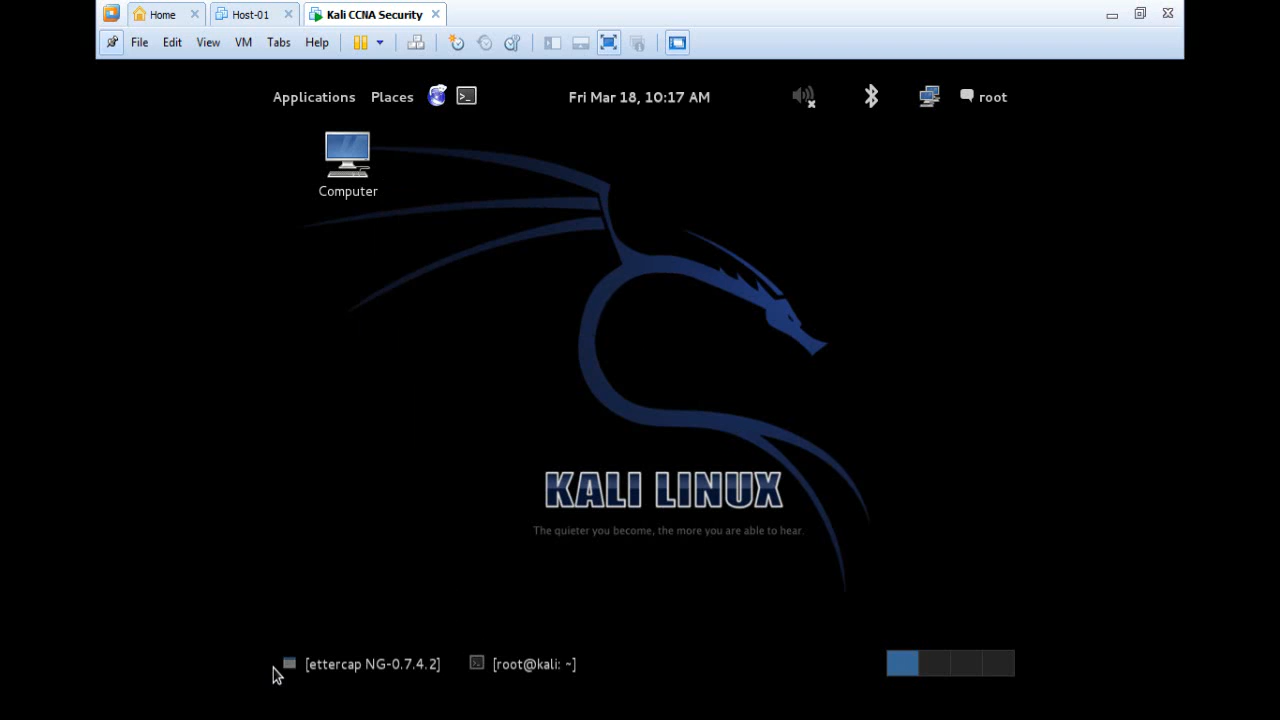 Home Host-01 Kali CCNA Security
File Edit View VM Tabs Help
Applications Places Fri Mar 18, 10:17 AM root
Computer
KALI LINUX
The quieter you become, the more you are able to hear.
[ettercap NG-0.7.4.2] [root@kali: ~]